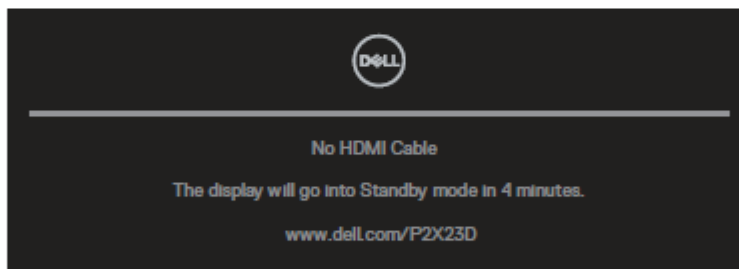 DELL
No HDMI Cable
The display will go into Standby mode in 4 minutes.
www.dell.com/P2X23D